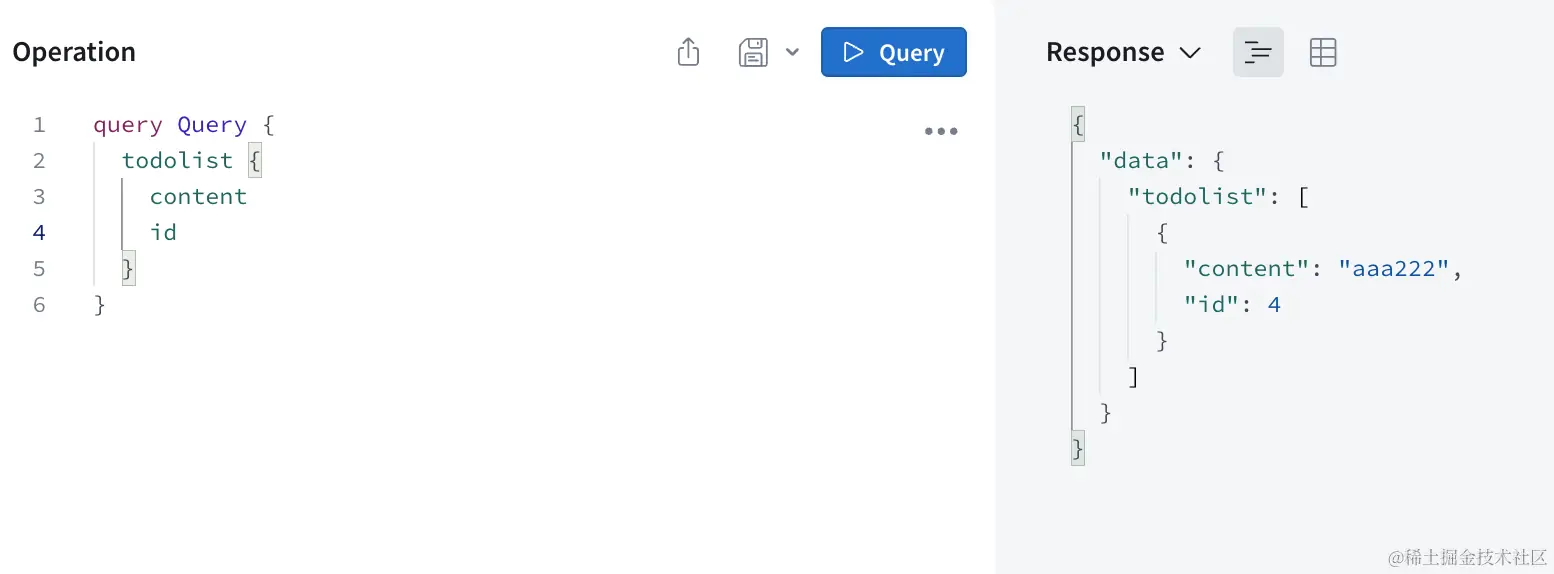 Operation
Query
1 query Query {
2 todolist {
3 content
4 id
5 }
6 }
Response
{
"data": {
"todolist": [
{
"content": "aaa222",
"id": 4
}
]
}
}
@稀土掘金技术社区